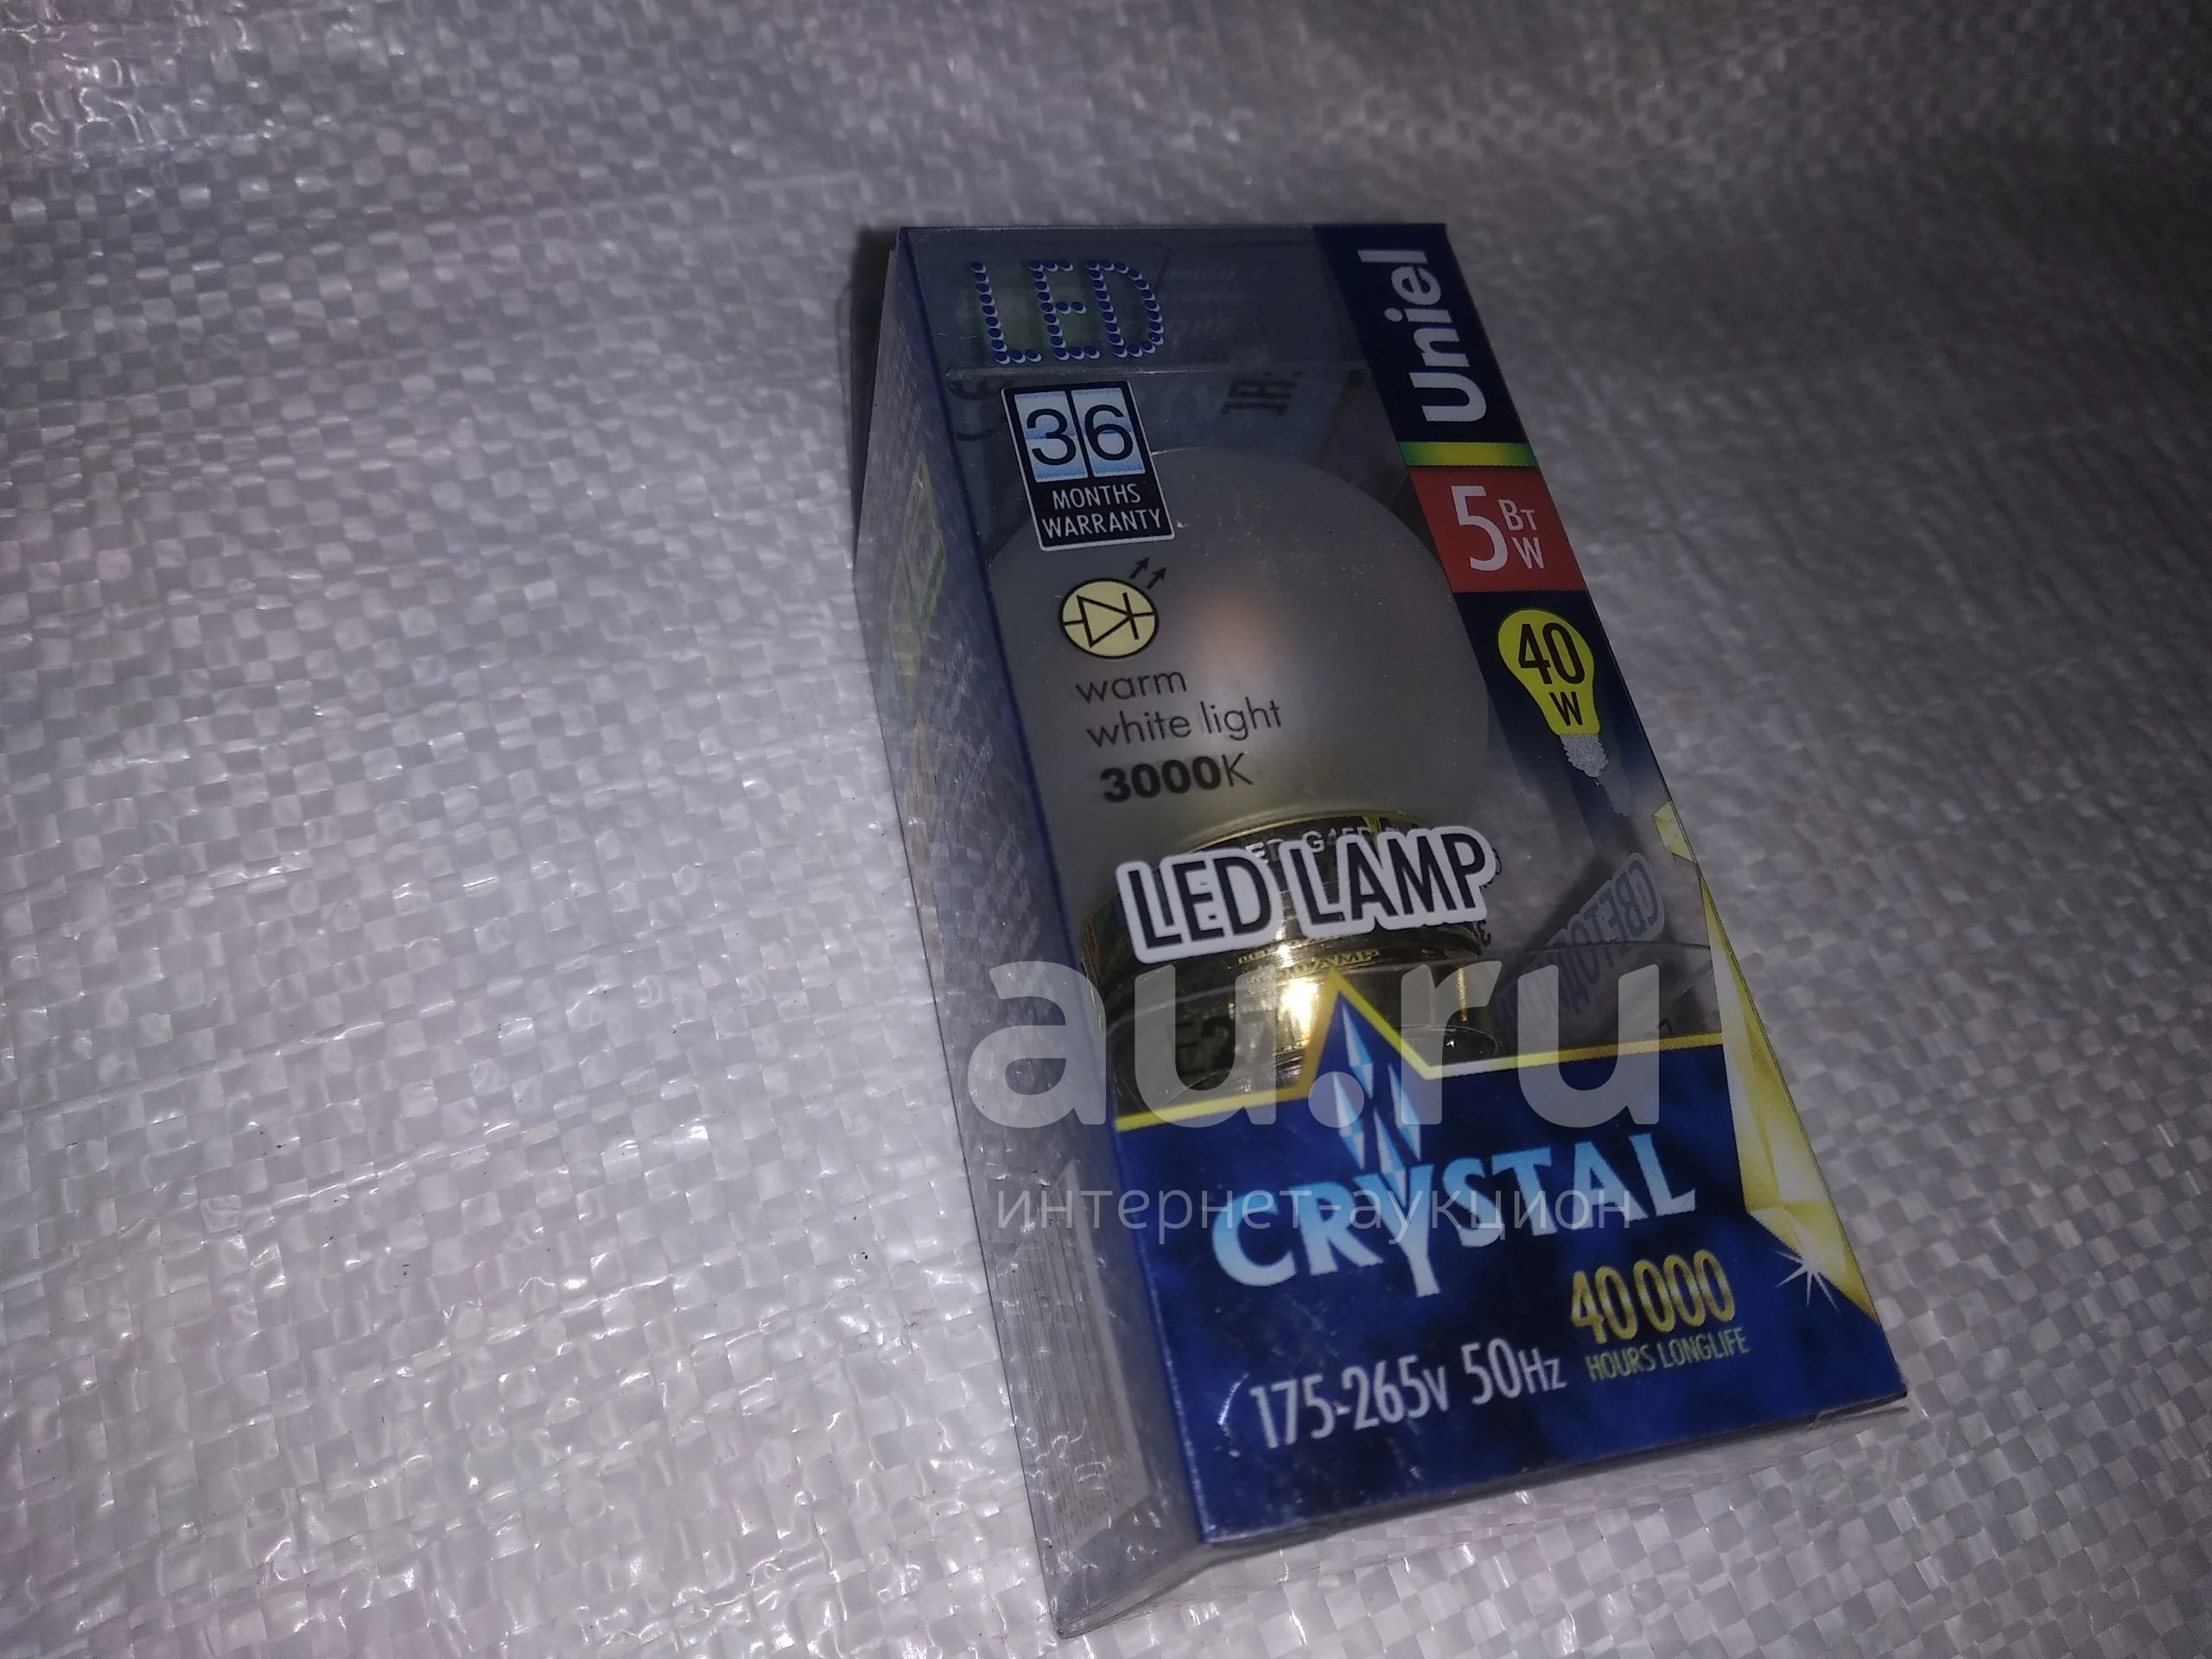 LED
Uniel
36
MONTHS
WARRANTY
5 Вт
W
40
W
warm
white light
3000K
LED LAMP
au.ru
интернет-аукцион
CRYSTAL
40 000
HOURS LONGLIFE
175-265v 50Hz